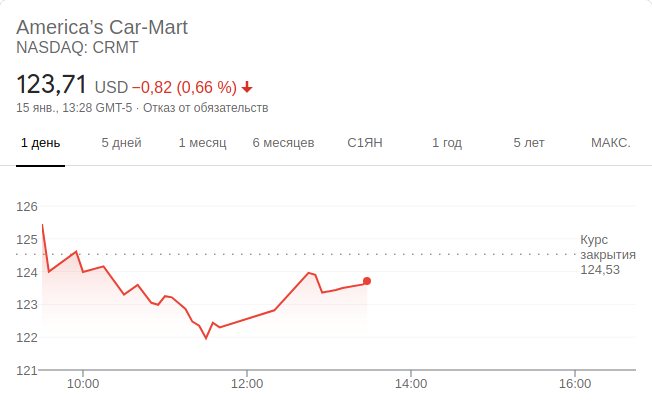 America’s Car-Mart
NASDAQ: CRMT
123,71 USD −0,82 (0,66 %)
15 янв., 13:28 GMT-5 · Отказ от обязательств
1 день 5 дней 1 месяц 6 месяцев С1ЯН 1 год 5 лет МАКС.
126
125
124
123
122
121
Курс
закрытия
124,53
10:00 12:00 14:00 16:00